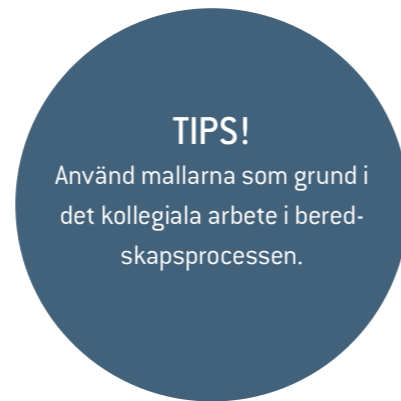 TIPS!
Använd mallarna som grund i
det kollegiala arbete i bered-
skapsprocessen.